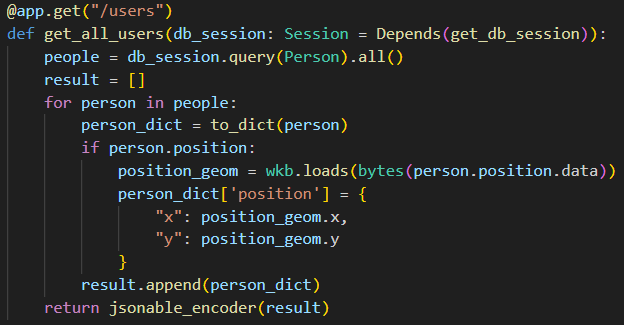 @app.get("/users")
def get_all_users(db_session: Session = Depends(get_db_session)):
    people = db_session.query(Person).all()
    result = []
    for person in people:
        person_dict = to_dict(person)
        if person.position:
            position_geom = wkb.loads(bytes(person.position.data))
            person_dict['position'] = {
                "x": position_geom.x,
                "y": position_geom.y
            }
        result.append(person_dict)
    return jsonable_encoder(result)